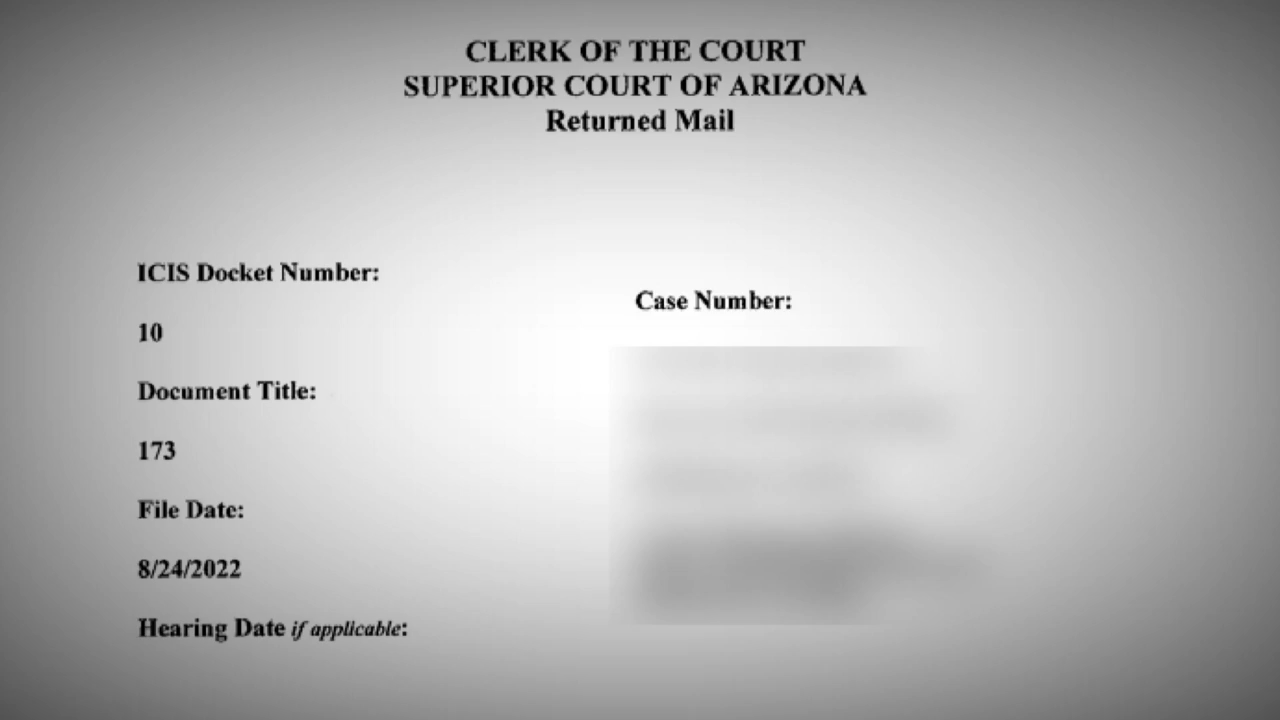 CLERK OF THE COURT
SUPERIOR COURT OF ARIZONA
Returned Mail
ICIS Docket Number:
10
Document Title:
173
File Date:
8/24/2022
Hearing Date if applicable:
Case Number: